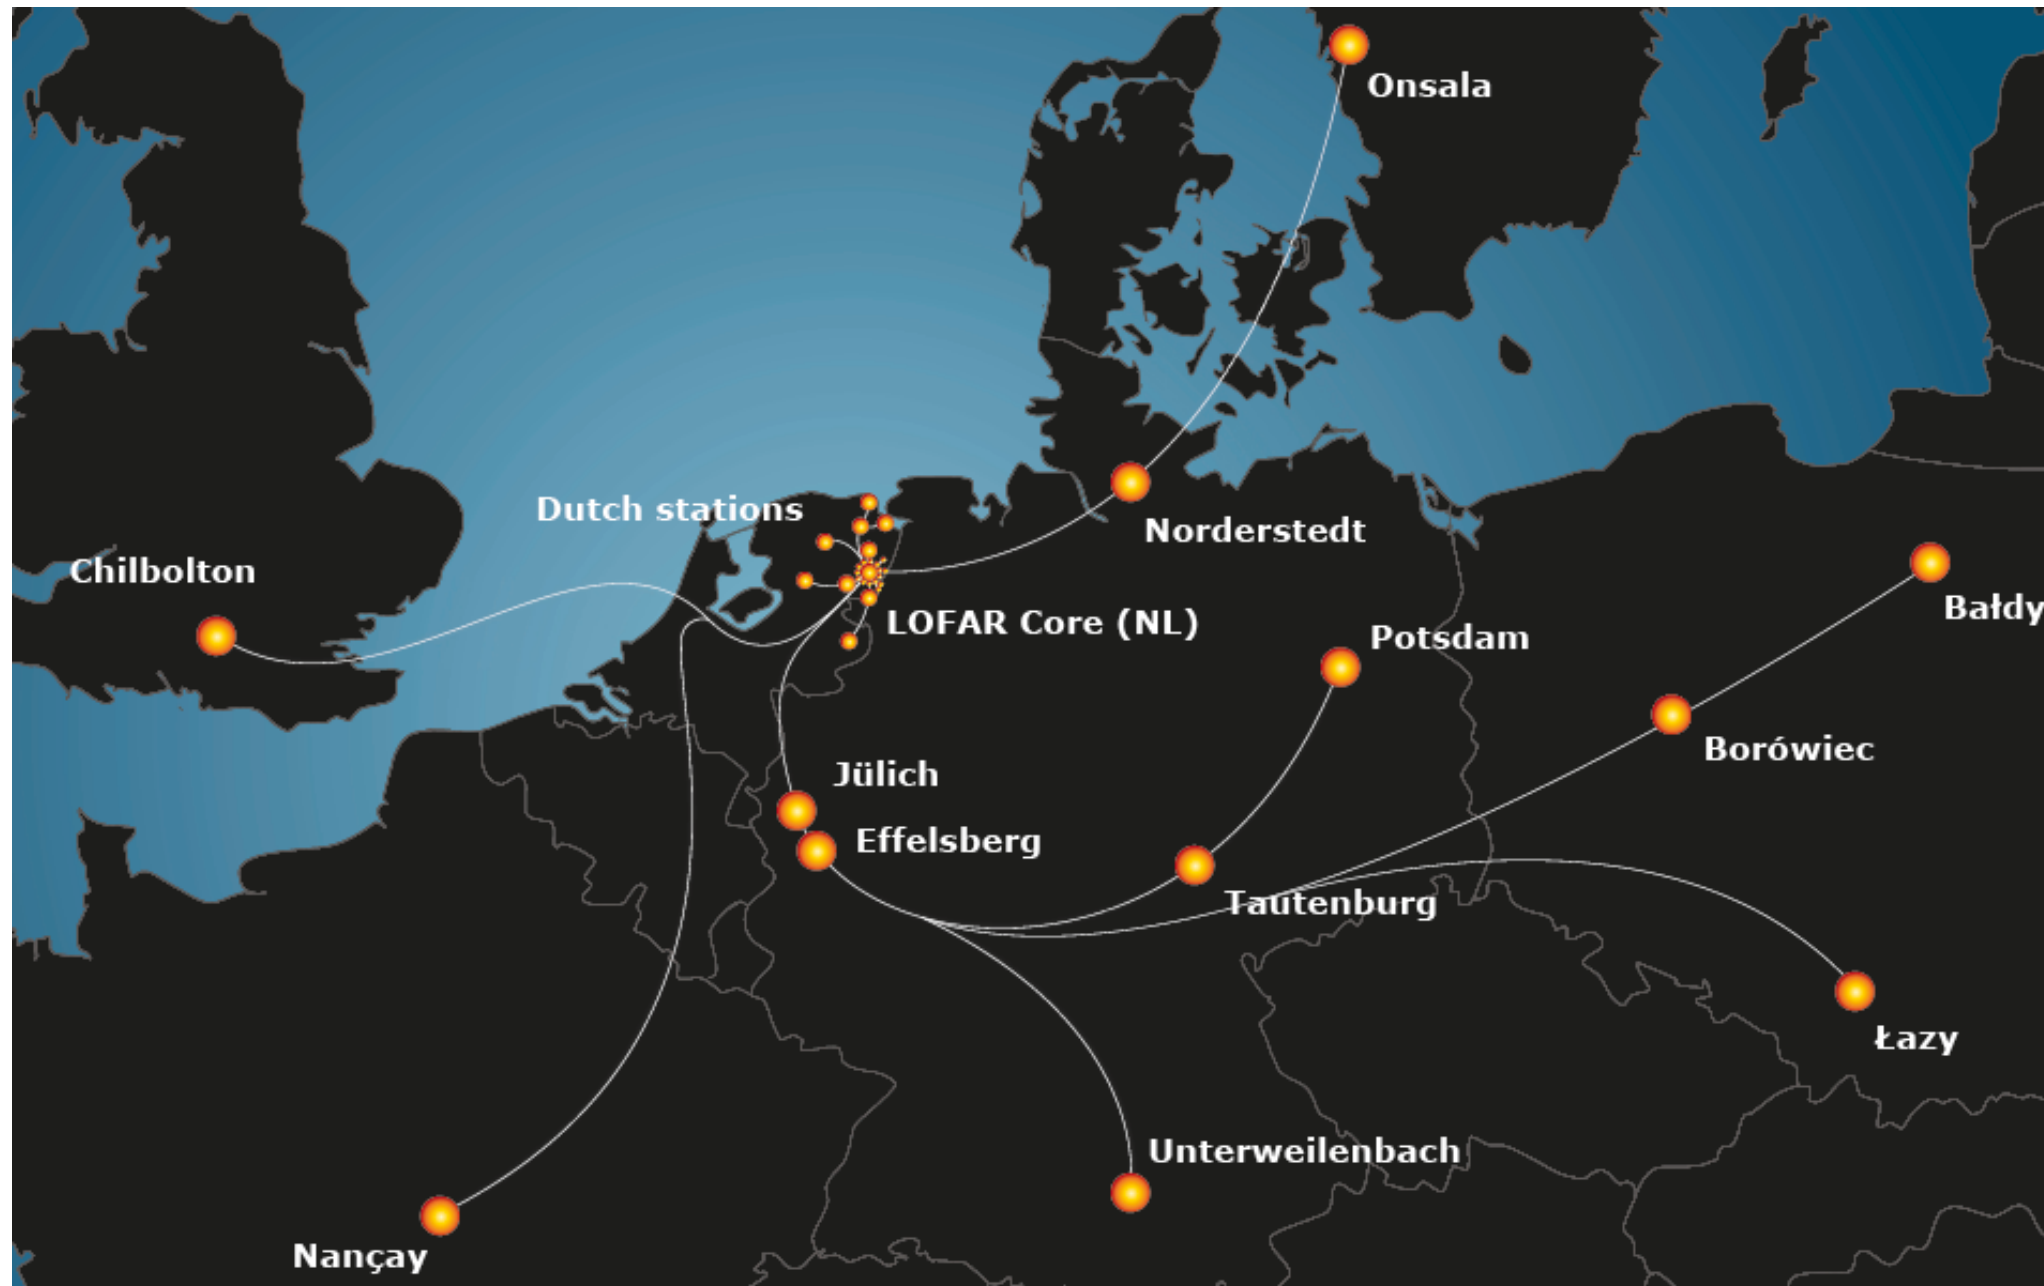 Onsala
Dutch stations
Norderstedt
Chilbolton
Bałdy
LOFAR Core (NL)
Potsdam
Borówiec
Jülich
Effelsberg
Tautenburg
Łazy
Unterweilenbach
Nançay